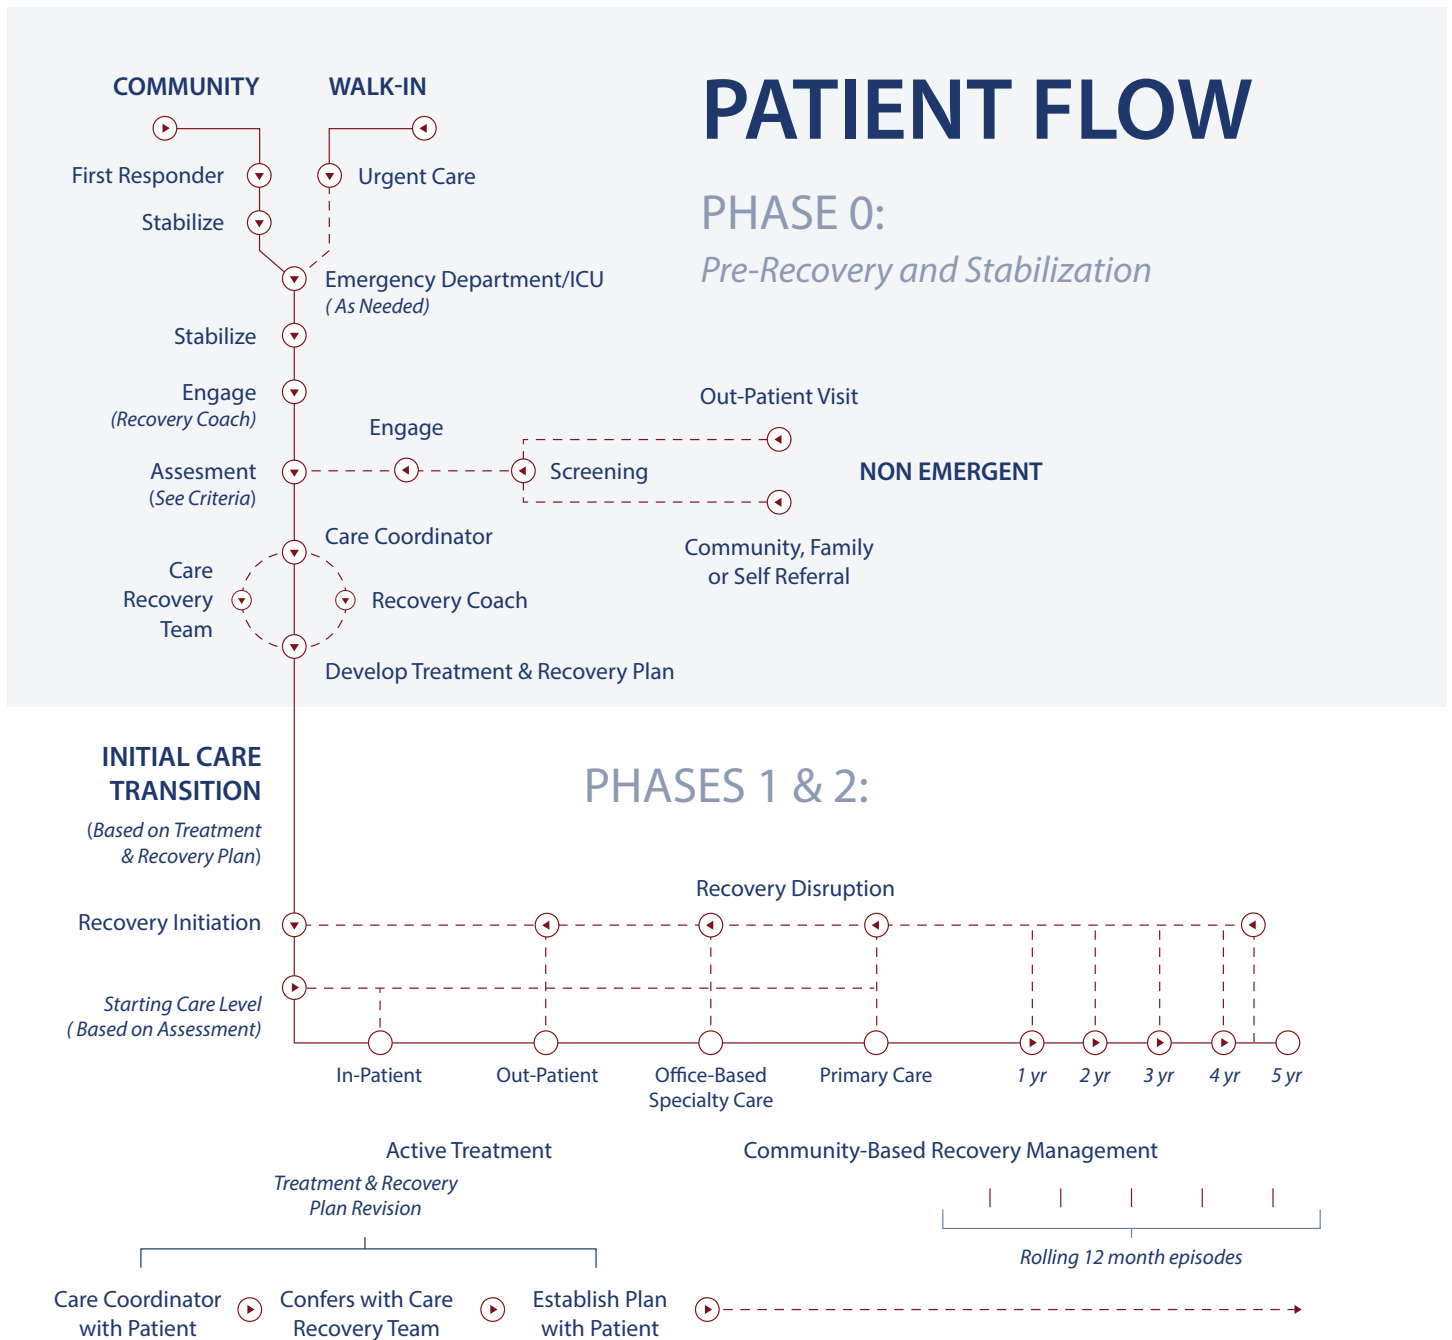 COMMUNITY
WALK-IN
PATIENT FLOW
First Responder
Urgent Care
Stabilize
PHASE 0:
Pre-Recovery and Stabilization
Emergency Department/ICU
( As Needed)
Stabilize
Engage
(Recovery Coach)
Out-Patient Visit
Engage
Assesment
(See Criteria)
Screening
NON EMERGENT
Care Coordinator
Community, Family
or Self Referral
Care
Recovery
Team
Recovery Coach
Develop Treatment & Recovery Plan
INITIAL CARE
TRANSITION
(Based on Treatment
& Recovery Plan)
PHASES 1 & 2:
Recovery Disruption
Recovery Initiation
Starting Care Level
( Based on Assessment)
In-Patient
Out-Patient
Office-Based
Specialty Care
Primary Care
1 yr
2 yr
3 yr
4 yr
5 yr
Active Treatment
Community-Based Recovery Management
Treatment & Recovery
Plan Revision
Rolling 12 month episodes
Care Coordinator
with Patient
Confers with Care
Recovery Team
Establish Plan
with Patient